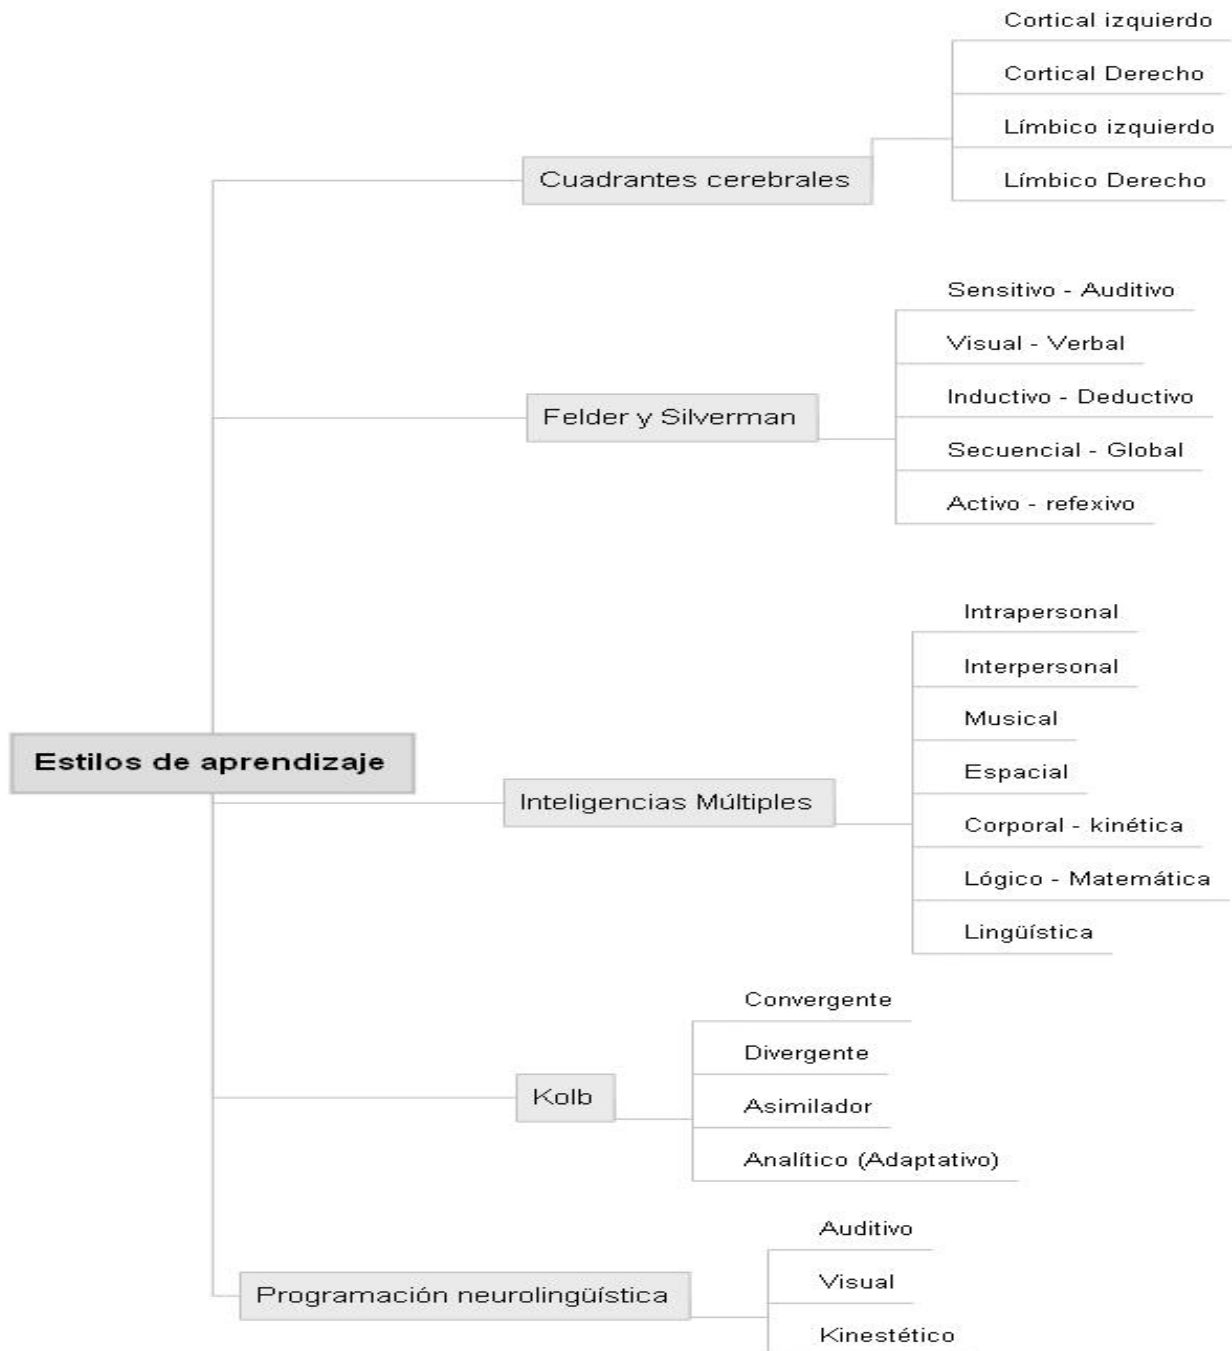 Estilos de aprendizaje
Cuadrantes cerebrales
Cortical izquierdo
Cortical Derecho
Límbico izquierdo
Límbico Derecho
Felder y Silverman
Sensitivo - Auditivo
Visual - Verbal
Inductivo - Deductivo
Secuencial - Global
Activo - refexivo
Inteligencias Múltiples
Intrapersonal
Interpersonal
Musical
Espacial
Corporal - kinética
Lógico - Matemática
Lingüística
Kolb
Convergente
Divergente
Asimilador
Analítico (Adaptativo)
Programación neurolingüística
Auditivo
Visual
Kinestético